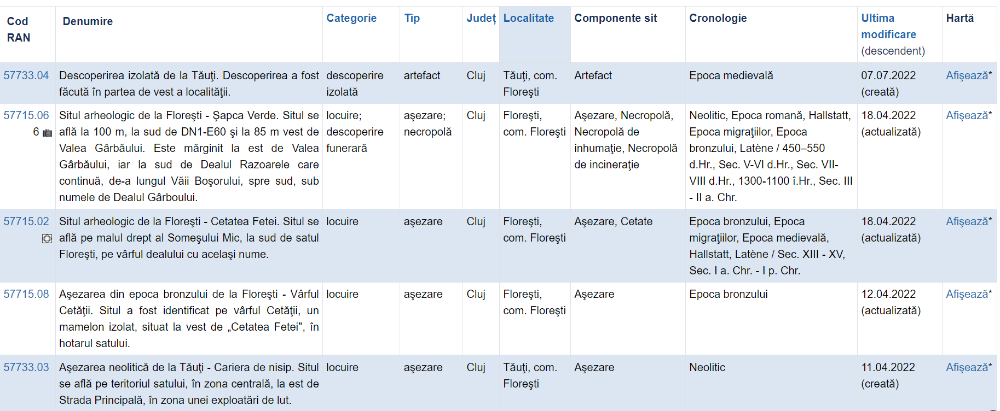 Cod RAN
Denumire
Categorie
Tip
Județ
Localitate
Componente sit
Cronologie
Ultima modificare (descendent)
Hartă
57733.04
Descoperirea izolată de la Tăuţi. Descoperirea a fost
făcută în partea de vest a localităţii.
descoperire
izolată
artefact
Cluj
Tăuţi, com.
Floreşti
Artefact
Epoca medievală
07.07.2022
(creată)
Afişează*
57715.06
6
Situl arheologic de la Floreşti - Şapca Verde. Situl se
află la 100 m, la sud de DN1-E60 şi la 85 m vest de
Valea Gârbăului. Este mărginit la est de Valea
Gârbăului, iar la sud de Dealul Razoarele care
continuă, de-a lungul Văii Boşorului, spre sud, sub
numele de Dealul Gârboului.
locuire;
descoperire
funerară
aşezare;
necropolă
Cluj
Floreşti,
com. Floreşti
Aşezare, Necropolă,
Necropolă de
inhumaţie, Necropolă
de incineraţie
Neolitic, Epoca romană, Hallstatt,
Epoca migraţiilor, Epoca
bronzului, Latène / 450–550
d.Hr., Sec. V-VI d.Hr., Sec. VII-
VIII d.Hr., 1300-1100 î.Hr., Sec. III
- II a. Chr.
18.04.2022
(actualizată)
Afişează*
57715.02
Situl arheologic de la Floreşti - Cetatea Fetei. Situl se
află pe malul drept al Someşului Mic, la sud de satul
Floreşti, pe vârful dealului cu acelaşi nume.
locuire
aşezare
Cluj
Floreşti,
com. Floreşti
Aşezare, Cetate
Epoca bronzului, Epoca
migraţiilor, Epoca medievală,
Hallstatt, Latène / Sec. XIII - XV,
Sec. I a. Chr. - I p. Chr.
18.04.2022
(actualizată)
Afişează*
57715.08
Aşezarea din epoca bronzului de la Floreşti - Vârful
Cetăţii. Situl a fost identificat pe vârful Cetăţii, un
mamelon izolat, situat la vest de „Cetatea Fetei", în
hotarul satului.
locuire
aşezare
Cluj
Floreşti,
com. Floreşti
Aşezare
Epoca bronzului
12.04.2022
(actualizată)
Afişează*
57733.03
Aşezarea neolitică de la Tăuţi - Cariera de nisip. Situl
se află pe teritoriul satului, în zona centrală, la est de
Strada Principală, în zona unei exploatări de lut.
locuire
aşezare
Cluj
Tăuţi, com.
Floreşti
Aşezare
Neolitic
11.04.2022
(creată)
Afişează*